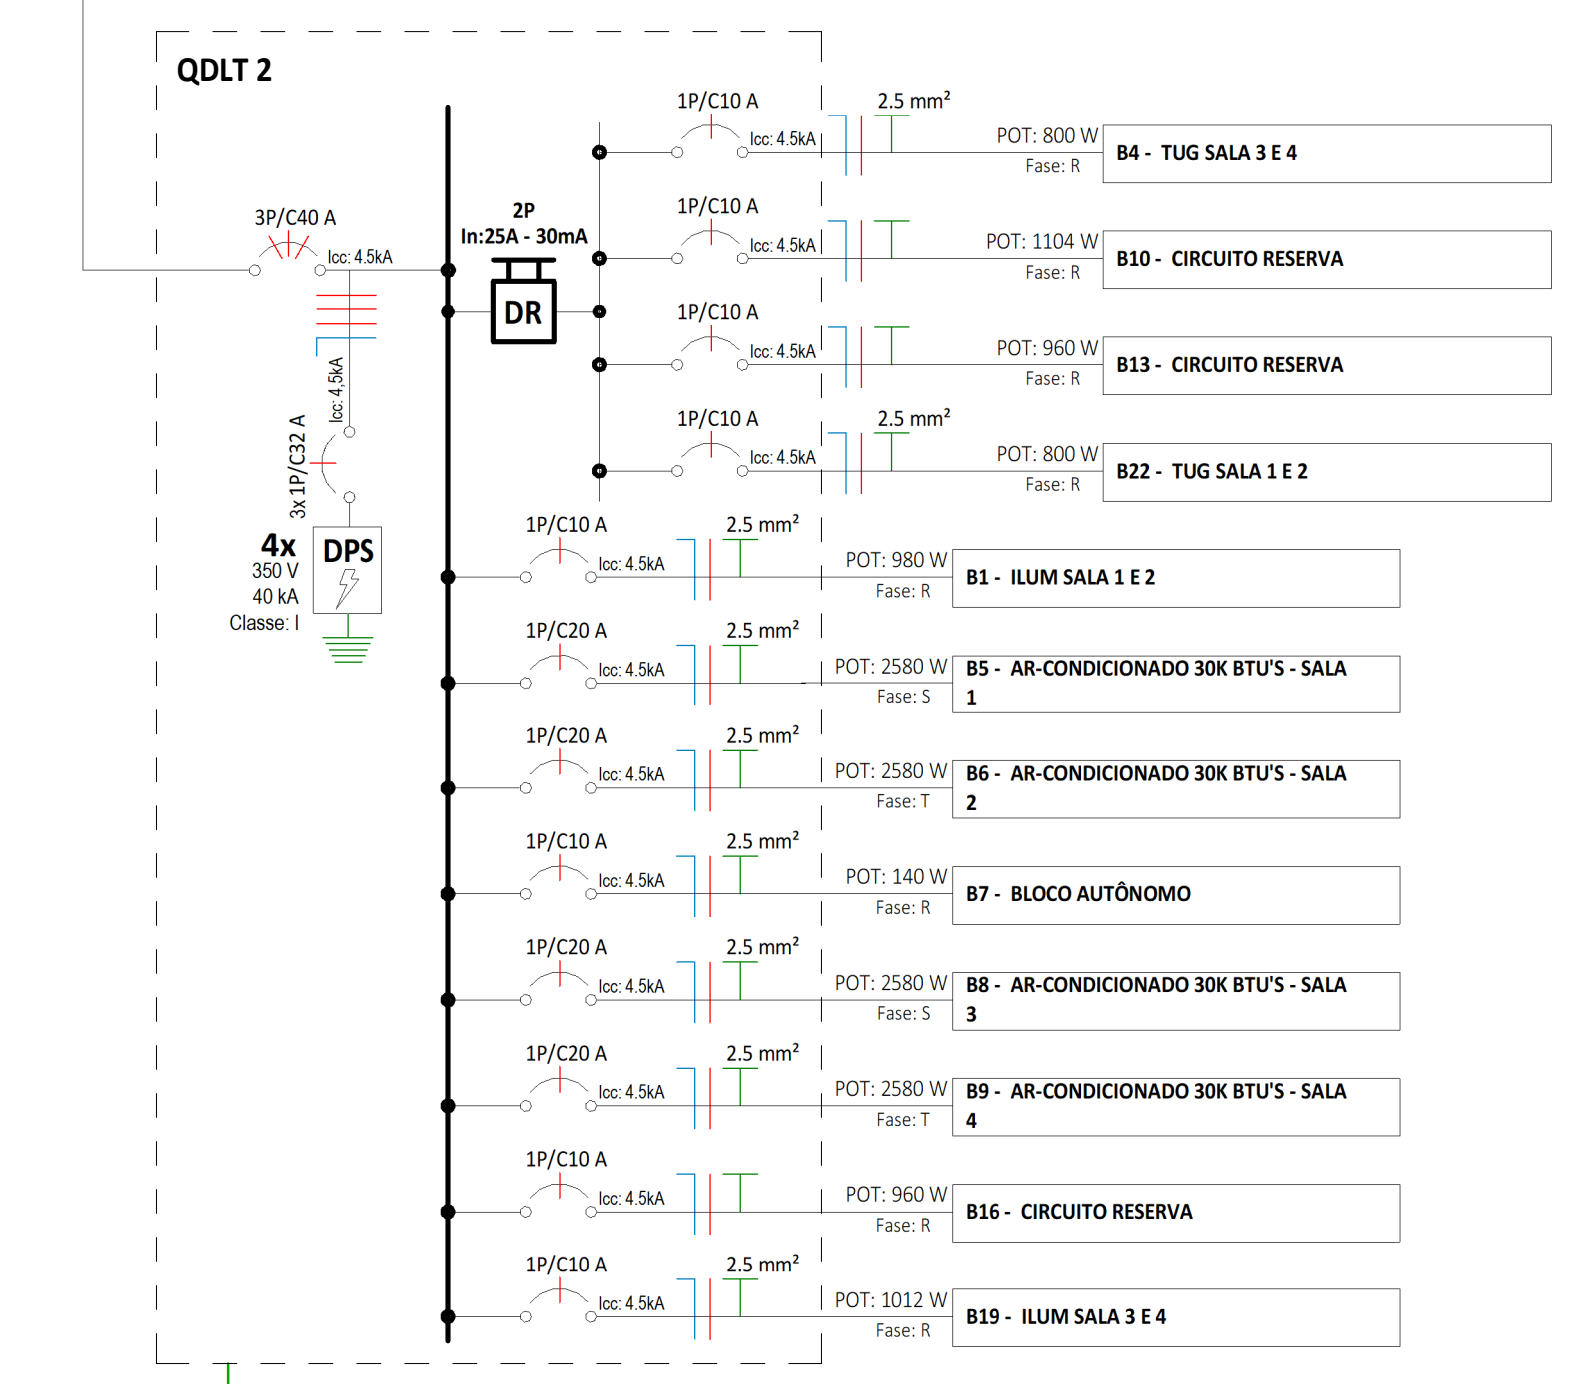 QDLT 2
3P/C40 A
Icc: 4.5kA
Icc: 4,5kA
3x 1P/C32 A
4x
350 V
40 kA
Classe: I
DPS
2P
In:25A - 30mA
DR
1P/C10 A
Icc: 4.5kA
2.5 mm²
POT: 800 W
Fase: R
B4 - TUG SALA 3 E 4
1P/C10 A
Icc: 4.5kA
POT: 1104 W
Fase: R
B10 - CIRCUITO RESERVA
1P/C10 A
Icc: 4.5kA
POT: 960 W
Fase: R
B13 - CIRCUITO RESERVA
1P/C10 A
Icc: 4.5kA
2.5 mm²
POT: 800 W
Fase: R
B22 - TUG SALA 1 E 2
1P/C10 A
Icc: 4.5kA
2.5 mm²
POT: 980 W
Fase: R
B1 - ILUM SALA 1 E 2
1P/C20 A
Icc: 4.5kA
2.5 mm²
POT: 2580 W
Fase: S
B5 - AR-CONDICIONADO 30K BTU'S - SALA
1
1P/C20 A
Icc: 4.5kA
2.5 mm²
POT: 2580 W
Fase: T
B6 - AR-CONDICIONADO 30K BTU'S - SALA
2
1P/C10 A
Icc: 4.5kA
2.5 mm²
POT: 140 W
Fase: R
B7 - BLOCO AUTÔNOMO
1P/C20 A
Icc: 4.5kA
2.5 mm²
POT: 2580 W
Fase: S
B8 - AR-CONDICIONADO 30K BTU'S - SALA
3
1P/C20 A
Icc: 4.5kA
2.5 mm²
POT: 2580 W
Fase: T
B9 - AR-CONDICIONADO 30K BTU'S - SALA
4
1P/C10 A
Icc: 4.5kA
POT: 960 W
Fase: R
B16 - CIRCUITO RESERVA
1P/C10 A
Icc: 4.5kA
2.5 mm²
POT: 1012 W
Fase: R
B19 - ILUM SALA 3 E 4